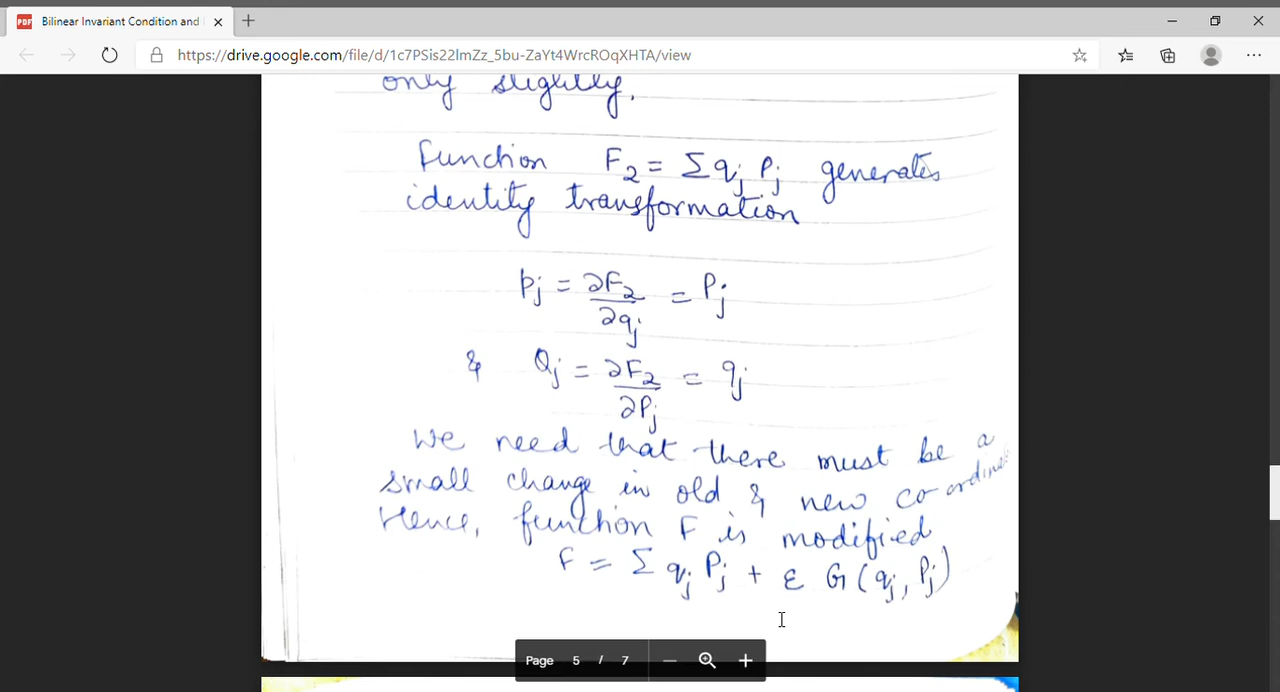 Bilinear Invariant Condition and
https://drive.google.com/file/d/1c7PSis22lmZz_5bu-ZaYt4WrcROqXHTA/view
only slightly.
Function F₂ = Σ qⱼ Pⱼ generates
identity transformation
pⱼ = ∂F₂/∂qⱼ = Pⱼ
& Qⱼ = ∂F₂/∂Pⱼ = qⱼ
We need that there must be a
small change in old & new co-ordina
Hence, function F is modified
F = Σ qⱼ Pⱼ + ε G(qⱼ, Pⱼ)
Page 5 / 7